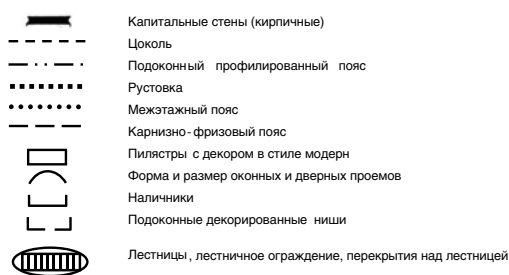 Капитальные стены (кирпичные)
Цоколь
Подоконный профилированный пояс
Рустовка
Межэтажный пояс
Карнизно-фризовый пояс
Пилястры с декором в стиле модерн
Форма и размер оконных и дверных проемов
Наличники
Подоконные декорированные ниши
Лестницы, лестничное ограждение, перекрытия над лестницей